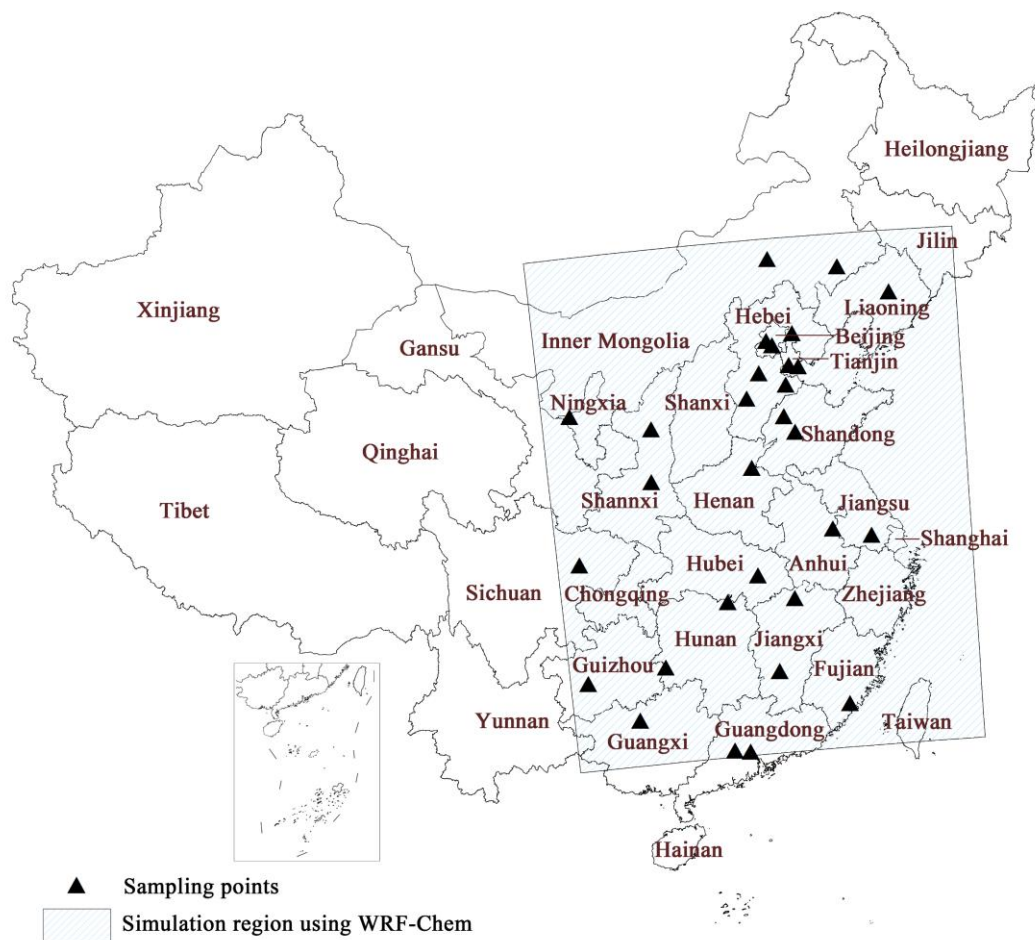 Heilongjiang
Jilin
Liaoning
Xinjiang
Hebei
Beijing
Inner Mongolia
Gansu
Tianjin
Ningxia
Shanxi
Shandong
Qinghai
Shannxi
Henan
Jiangsu
Tibet
Shanghai
Hubei
Anhui
Sichuan
Chongqing
Zhejiang
Hunan
Jiangxi
Guizhou
Fujian
Yunnan
Guangxi
Guangdong
Taiwan
Hainan
Sampling points
Simulation region using WRF-Chem